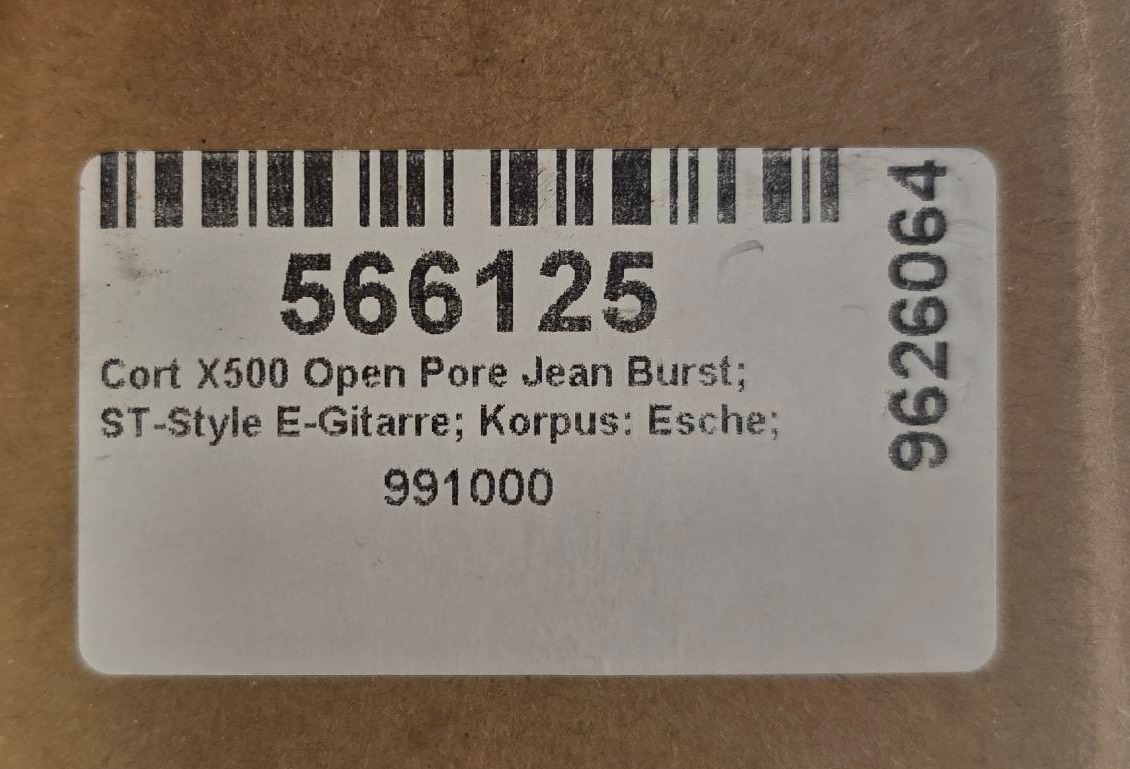 566125
Cort X500 Open Pore Jean Burst;
ST-Style E-Gitarre; Korpus: Esche;
991000
9626064